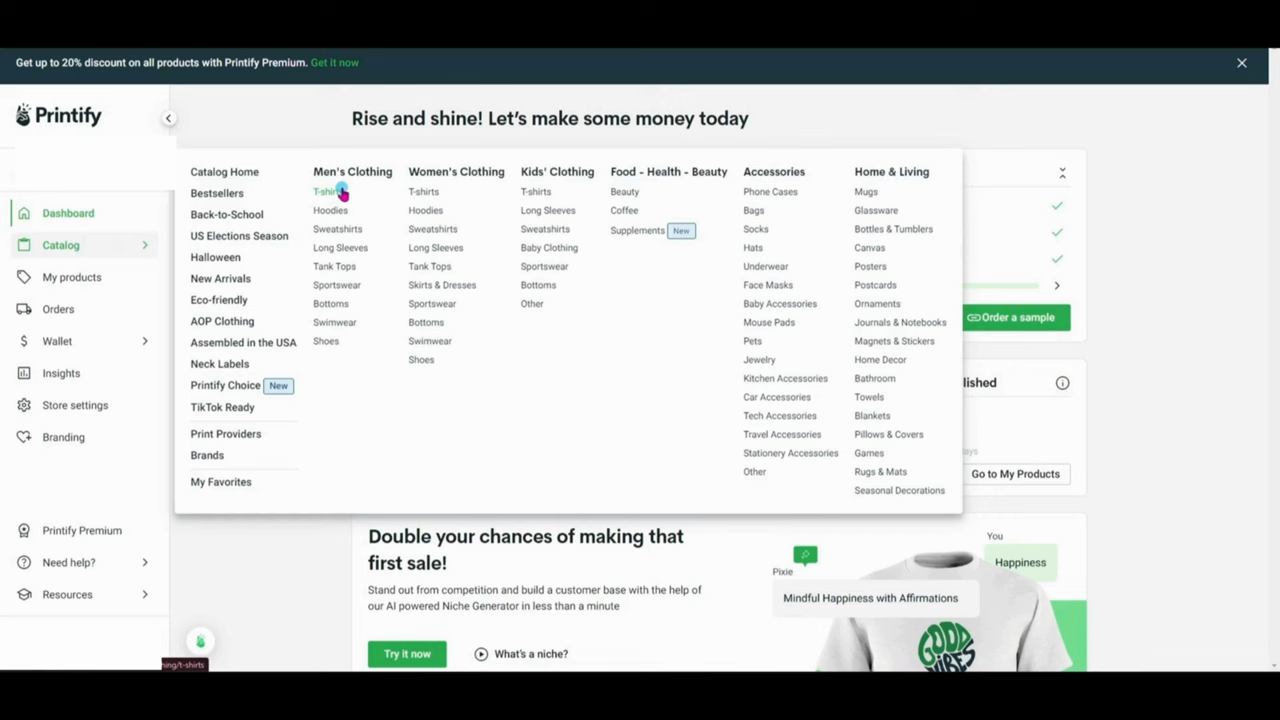 Get up to 20% discount on all products with Printify Premium. Get it now
Printify
Rise and shine! Let's make some money today
Dashboard
Catalog
My products
Orders
Wallet
Insights
Store settings
Branding
Printify Premium
Need help?
Resources
Catalog Home
Bestsellers
Back-to-School
US Elections Season
Halloween
New Arrivals
Eco-friendly
AOP Clothing
Assembled in the USA
Neck Labels
Printify Choice New
TikTok Ready
Print Providers
Brands
My Favorites
Men's Clothing
Hoodies
Sweatshirts
Long Sleeves
Tank Tops
Sportswear
Bottoms
Swimwear
Shoes
Women's Clothing
T-shirts
Hoodies
Sweatshirts
Long Sleeves
Tank Tops
Skirts & Dresses
Sportswear
Bottoms
Swimwear
Shoes
Kids' Clothing
T-shirts
Long Sleeves
Sweatshirts
Baby Clothing
Sportswear
Bottoms
Other
Food - Health - Beauty
Beauty
Coffee
Supplements New
Accessories
Phone Cases
Bags
Socks
Hats
Underwear
Face Masks
Baby Accessories
Mouse Pads
Pets
Jewelry
Kitchen Accessories
Car Accessories
Tech Accessories
Travel Accessories
Stationery Accessories
Other
Home & Living
Mugs
Glassware
Bottles & Tumblers
Canvas
Posters
Postcards
Ornaments
Journals & Notebooks
Magnets & Stickers
Home Decor
Bathroom
Towels
Blankets
Pillows & Covers
Games
Rugs & Mats
Seasonal Decorations
Order a sample
lished
Go to My Products
Double your chances of making that
first sale!
Stand out from competition and build a customer base with the help of
our AI powered Niche Generator in less than a minute
Try it now
What's a niche?
You
Happiness
Pixie
Mindful Happiness with Affirmations
GOOD
VIBES
ning/t-shirts